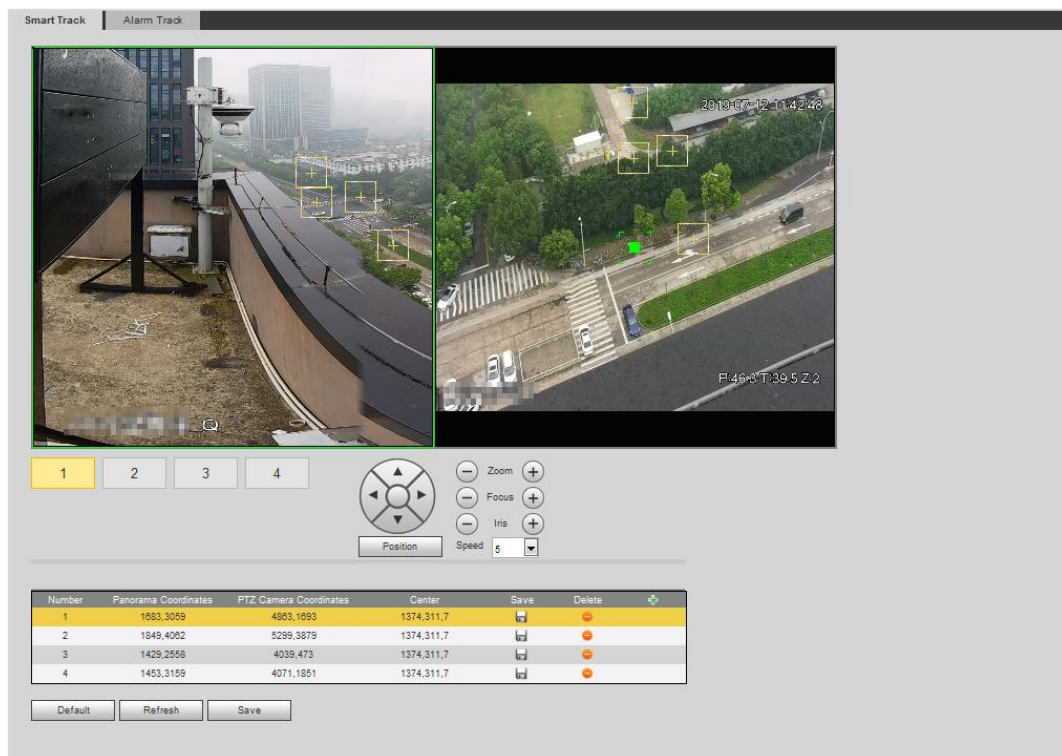 Smart Track Alarm Track
2019-07-12 11:42:48
P:46.8 T:39.5 Z:2
1 2 3 4
Zoom
Focus
Iris
Position Speed 5
Number Panorama Coordinates PTZ Camera Coordinates Center Save Delete
1 1683,3059 4863,1693 1374,311,7
2 1849,4062 5299,3879 1374,311,7
3 1429,2558 4039,473 1374,311,7
4 1453,3159 4071,1851 1374,311,7
Default Refresh Save